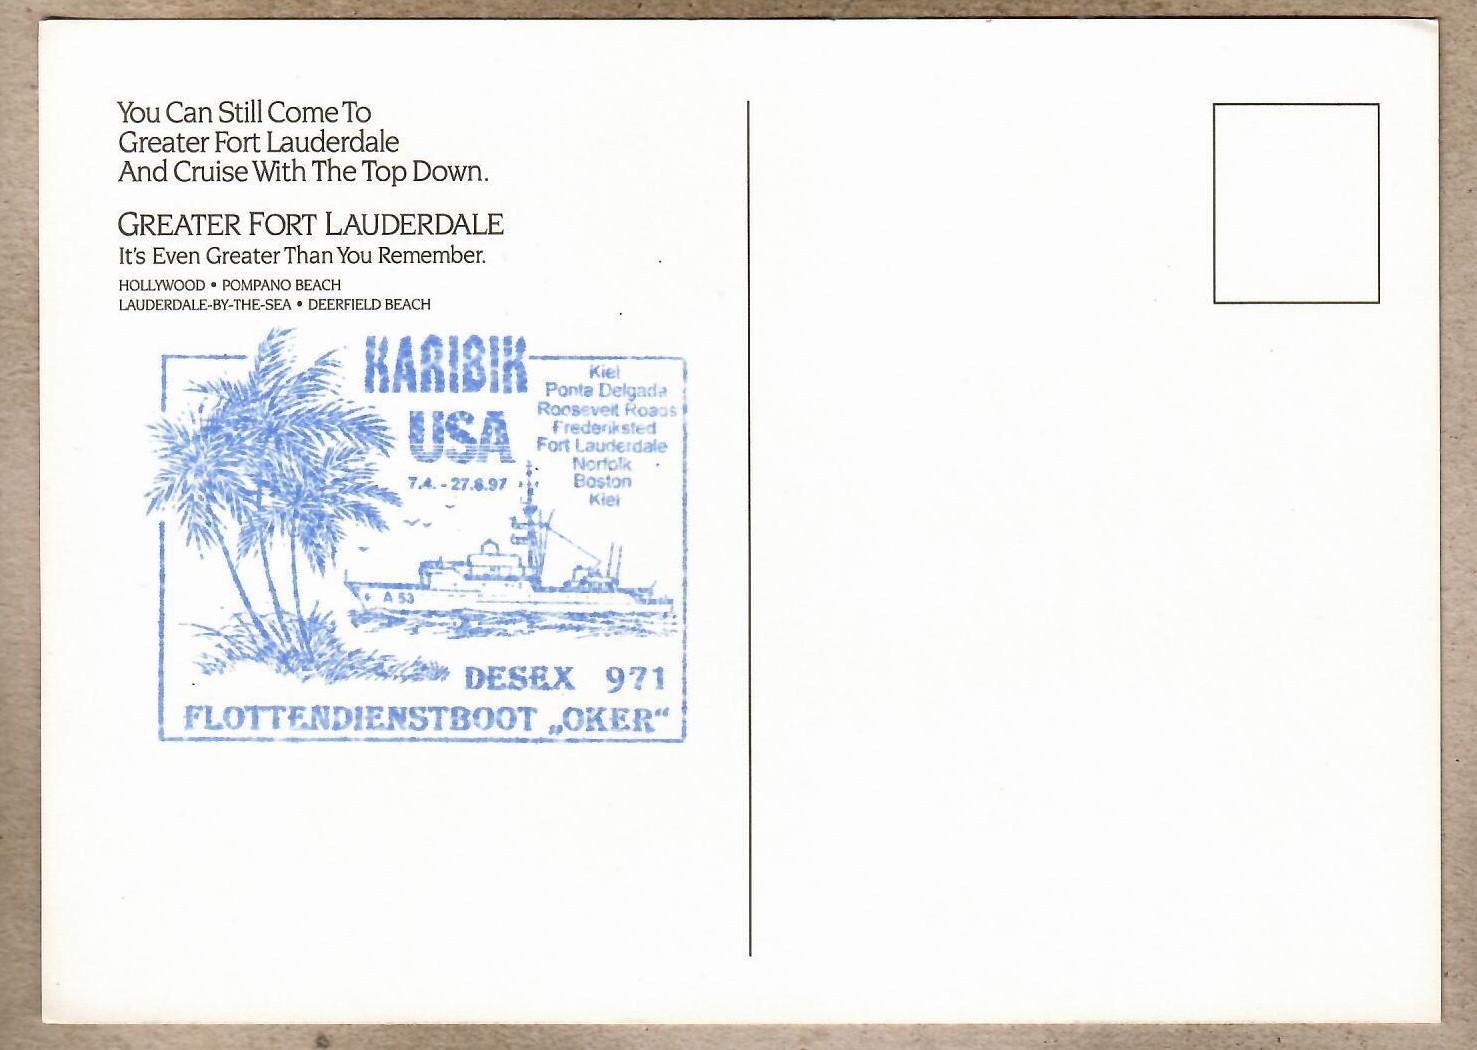 You Can Still Come To
Greater Fort Lauderdale
And Cruise With The Top Down.
GREATER FORT LAUDERDALE
It's Even Greater Than You Remember.
HOLLYWOOD • POMPANO BEACH
LAUDERDALE-BY-THE-SEA • DEERFIELD BEACH
KARIBIK
USA
7.4. - 27.6.97
Kiel
Ponta Delgada
Roosevelt Roads
Frederiksted
Fort Lauderdale
Norfolk
Boston
Kiel
A 53
DESEX 971
FLOTTENDIENSTBOOT „OKER“